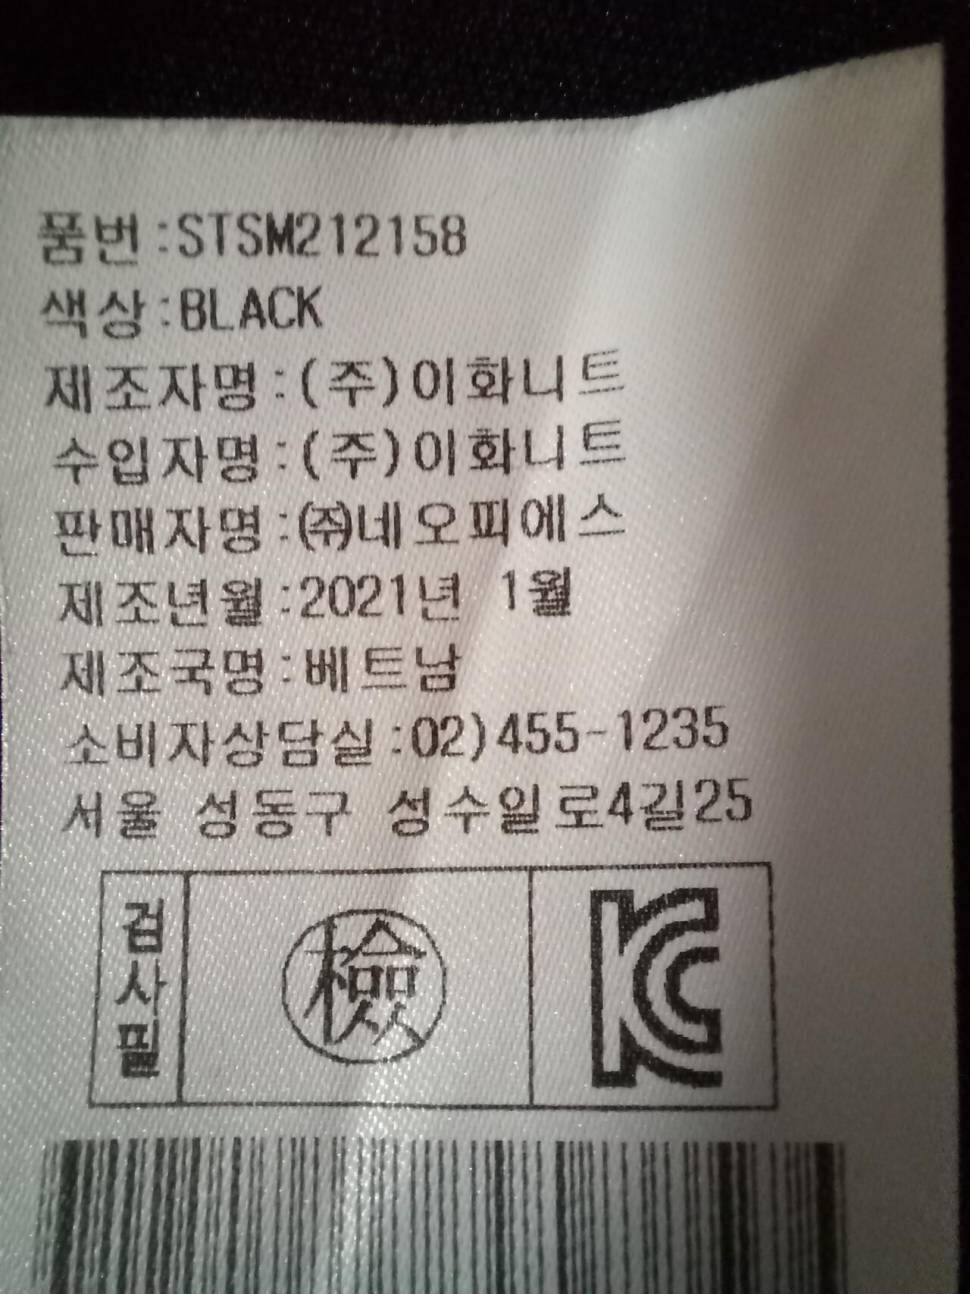 품번:STSM212158
색상:BLACK
제조자명:(주)이화니트
수입자명:(주)이화니트
판매자명:㈜네오피에스
제조년월:2021년 1월
제조국명:베트남
소비자상담실:02)455-1235
서울 성동구 성수일로4길25
검사필
檢
KC